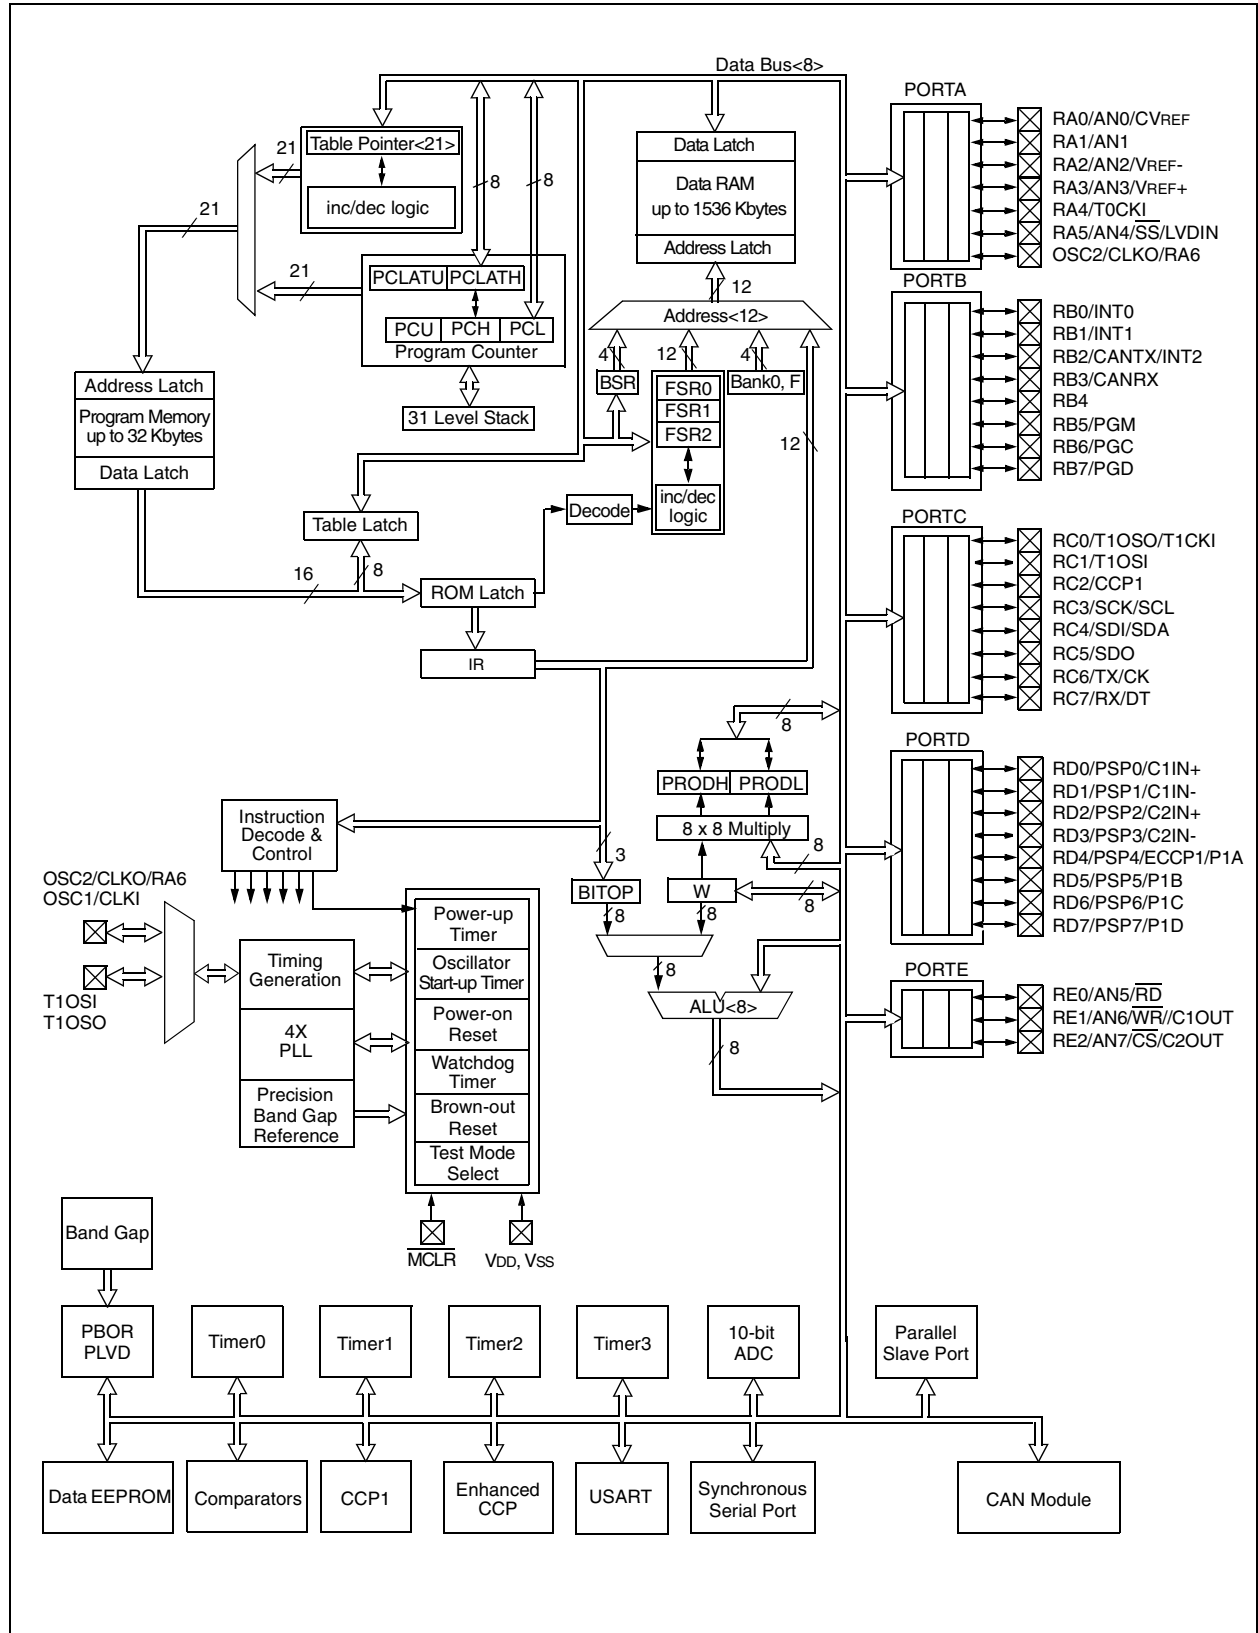 Data Bus<8>
21
Table Pointer<21>
inc/dec logic
8
8
21
21
PCLATU PCLATH
PCU PCH PCL
Program Counter
31 Level Stack
Address Latch
Program Memory
up to 32 Kbytes
Data Latch
Data Latch
Data RAM
up to 1536 Kbytes
Address Latch
12
Address<12>
4
12
4
BSR
FSR0
FSR1
FSR2
inc/dec
logic
Bank0, F
12
Decode
Table Latch
16
8
ROM Latch
IR
8
PRODH PRODL
8 x 8 Multiply
8
3
BITOP
W
8
8
8
8
ALU<8>
8
Instruction
Decode &
Control
OSC2/CLKO/RA6
OSC1/CLKI
T1OSI
T1OSO
Timing
Generation
4X
PLL
Precision
Band Gap
Reference
Power-up
Timer
Oscillator
Start-up Timer
Power-on
Reset
Watchdog
Timer
Brown-out
Reset
Test Mode
Select
MCLR
VDD, VSS
PORTA
RA0/AN0/CVREF
RA1/AN1
RA2/AN2/VREF-
RA3/AN3/VREF+
RA4/T0CKI
RA5/AN4/SS/LVDIN
OSC2/CLKO/RA6
PORTB
RB0/INT0
RB1/INT1
RB2/CANTX/INT2
RB3/CANRX
RB4
RB5/PGM
RB6/PGC
RB7/PGD
PORTC
RC0/T1OSO/T1CKI
RC1/T1OSI
RC2/CCP1
RC3/SCK/SCL
RC4/SDI/SDA
RC5/SDO
RC6/TX/CK
RC7/RX/DT
PORTD
RD0/PSP0/C1IN+
RD1/PSP1/C1IN-
RD2/PSP2/C2IN+
RD3/PSP3/C2IN-
RD4/PSP4/ECCP1/P1A
RD5/PSP5/P1B
RD6/PSP6/P1C
RD7/PSP7/P1D
PORTE
RE0/AN5/RD
RE1/AN6/WR//C1OUT
RE2/AN7/CS/C2OUT
Band Gap
PBOR
PLVD
Timer0
Timer1
Timer2
Timer3
10-bit
ADC
Parallel
Slave Port
Data EEPROM
Comparators
CCP1
Enhanced
CCP
USART
Synchronous
Serial Port
CAN Module